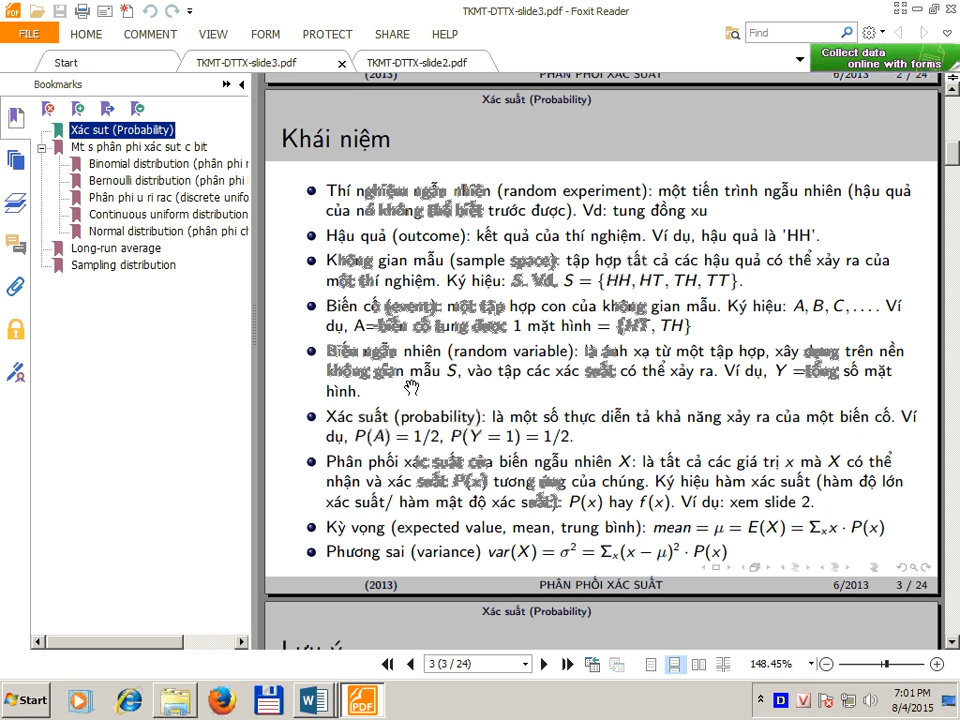 TKMT-DTTX-slide3.pdf - Foxit Reader
FILE HOME COMMENT VIEW FORM PROTECT SHARE HELP Find
Start TKMT-DTTX-slide3.pdf TKMT-DTTX-slide2.pdf
Collect data
online with forms
Bookmarks
Xác sut (Probability)
Mt s phân phi xác sut c bit
Binomial distribution (phân phi r
Bernoulli distribution (phân phi
Phân phi u ri rac (discrete unifo
Continuous uniform distribution
Normal distribution (phân phi ch
Long-run average
Sampling distribution
(2013) PHÂN PHỐI XÁC SUẤT 6/2013 2 / 24
Xác suất (Probability)
Khái niệm
Thí nghiệm ngẫu nhiên (random experiment): một tiến trình ngẫu nhiên (hậu quả
của nó không thể biết trước được). Vd: tung đồng xu
Hậu quả (outcome): kết quả của thí nghiệm. Ví dụ, hậu quả là 'HH'.
Không gian mẫu (sample space): tập hợp tất cả các hậu quả có thể xảy ra của
một thí nghiệm. Ký hiệu: S. Vd, S = {HH, HT, TH, TT}.
Biến cố (event): một tập hợp con của không gian mẫu. Ký hiệu: A, B, C, .... Ví
dụ, A=biến cố tung được 1 mặt hình = {HT, TH}
Biến ngẫu nhiên (random variable): là ánh xạ từ một tập hợp, xây dựng trên nền
không gian mẫu S, vào tập các xác suất có thể xảy ra. Ví dụ, Y =tổng số mặt
hình.
Xác suất (probability): là một số thực diễn tả khả năng xảy ra của một biến cố. Ví
dụ, P(A) = 1/2, P(Y = 1) = 1/2.
Phân phối xác suất của biến ngẫu nhiên X: là tất cả các giá trị x mà X có thể
nhận và xác suất P(x) tương ứng của chúng. Ký hiệu hàm xác suất (hàm độ lớn
xác suất/ hàm mật độ xác suất): P(x) hay f(x). Ví dụ: xem slide 2.
Kỳ vọng (expected value, mean, trung bình): mean = μ = E(X) = Σₓx · P(x)
Phương sai (variance) var(X) = σ² = Σₓ(x − μ)² · P(x)
(2013) PHÂN PHỐI XÁC SUẤT 6/2013 3 / 24
Xác suất (Probability)
Lưu ý
3 (3 / 24) 148.45%
Start 7:01 PM
8/4/2015